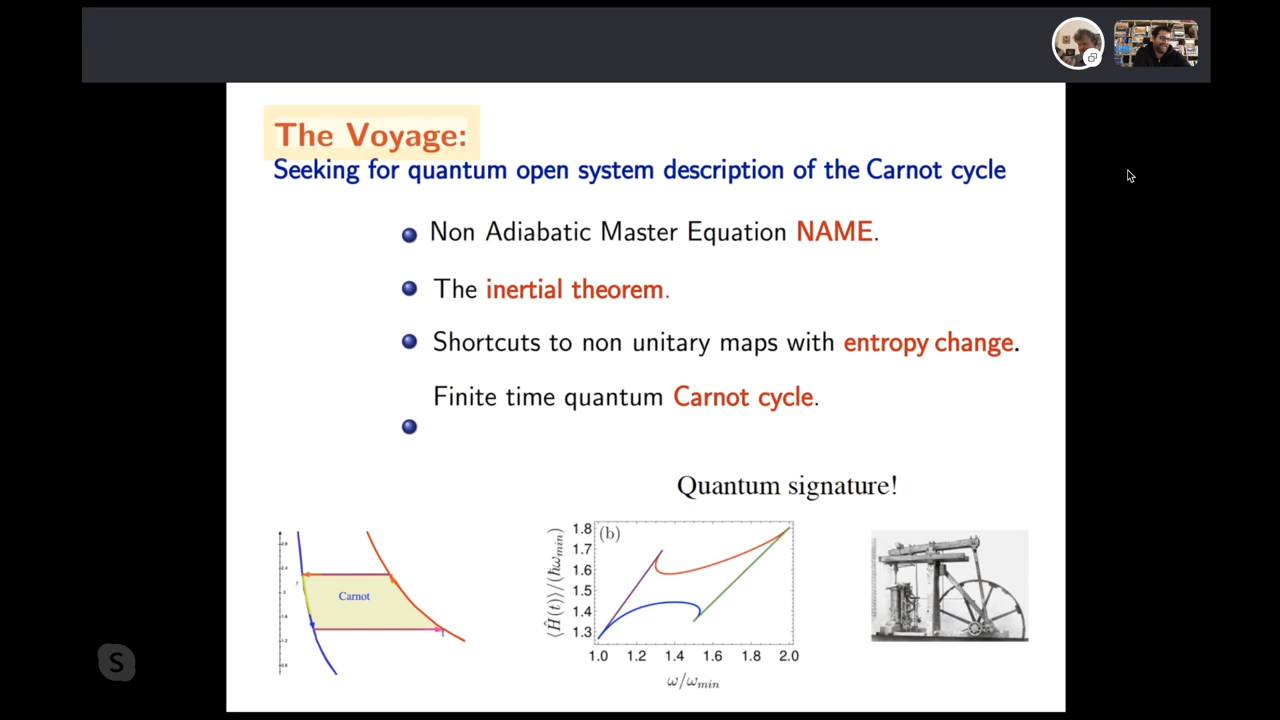 The Voyage:
Seeking for quantum open system description of the Carnot cycle
Non Adiabatic Master Equation NAME.
The inertial theorem.
Shortcuts to non unitary maps with entropy change.
Finite time quantum Carnot cycle.
Quantum signature!
Carnot
(b)
⟨Ĥ(t)⟩/(ħω_min)
1.8
1.7
1.6
1.5
1.4
1.3
1.0 1.2 1.4 1.6 1.8 2.0
ω/ω_min
S